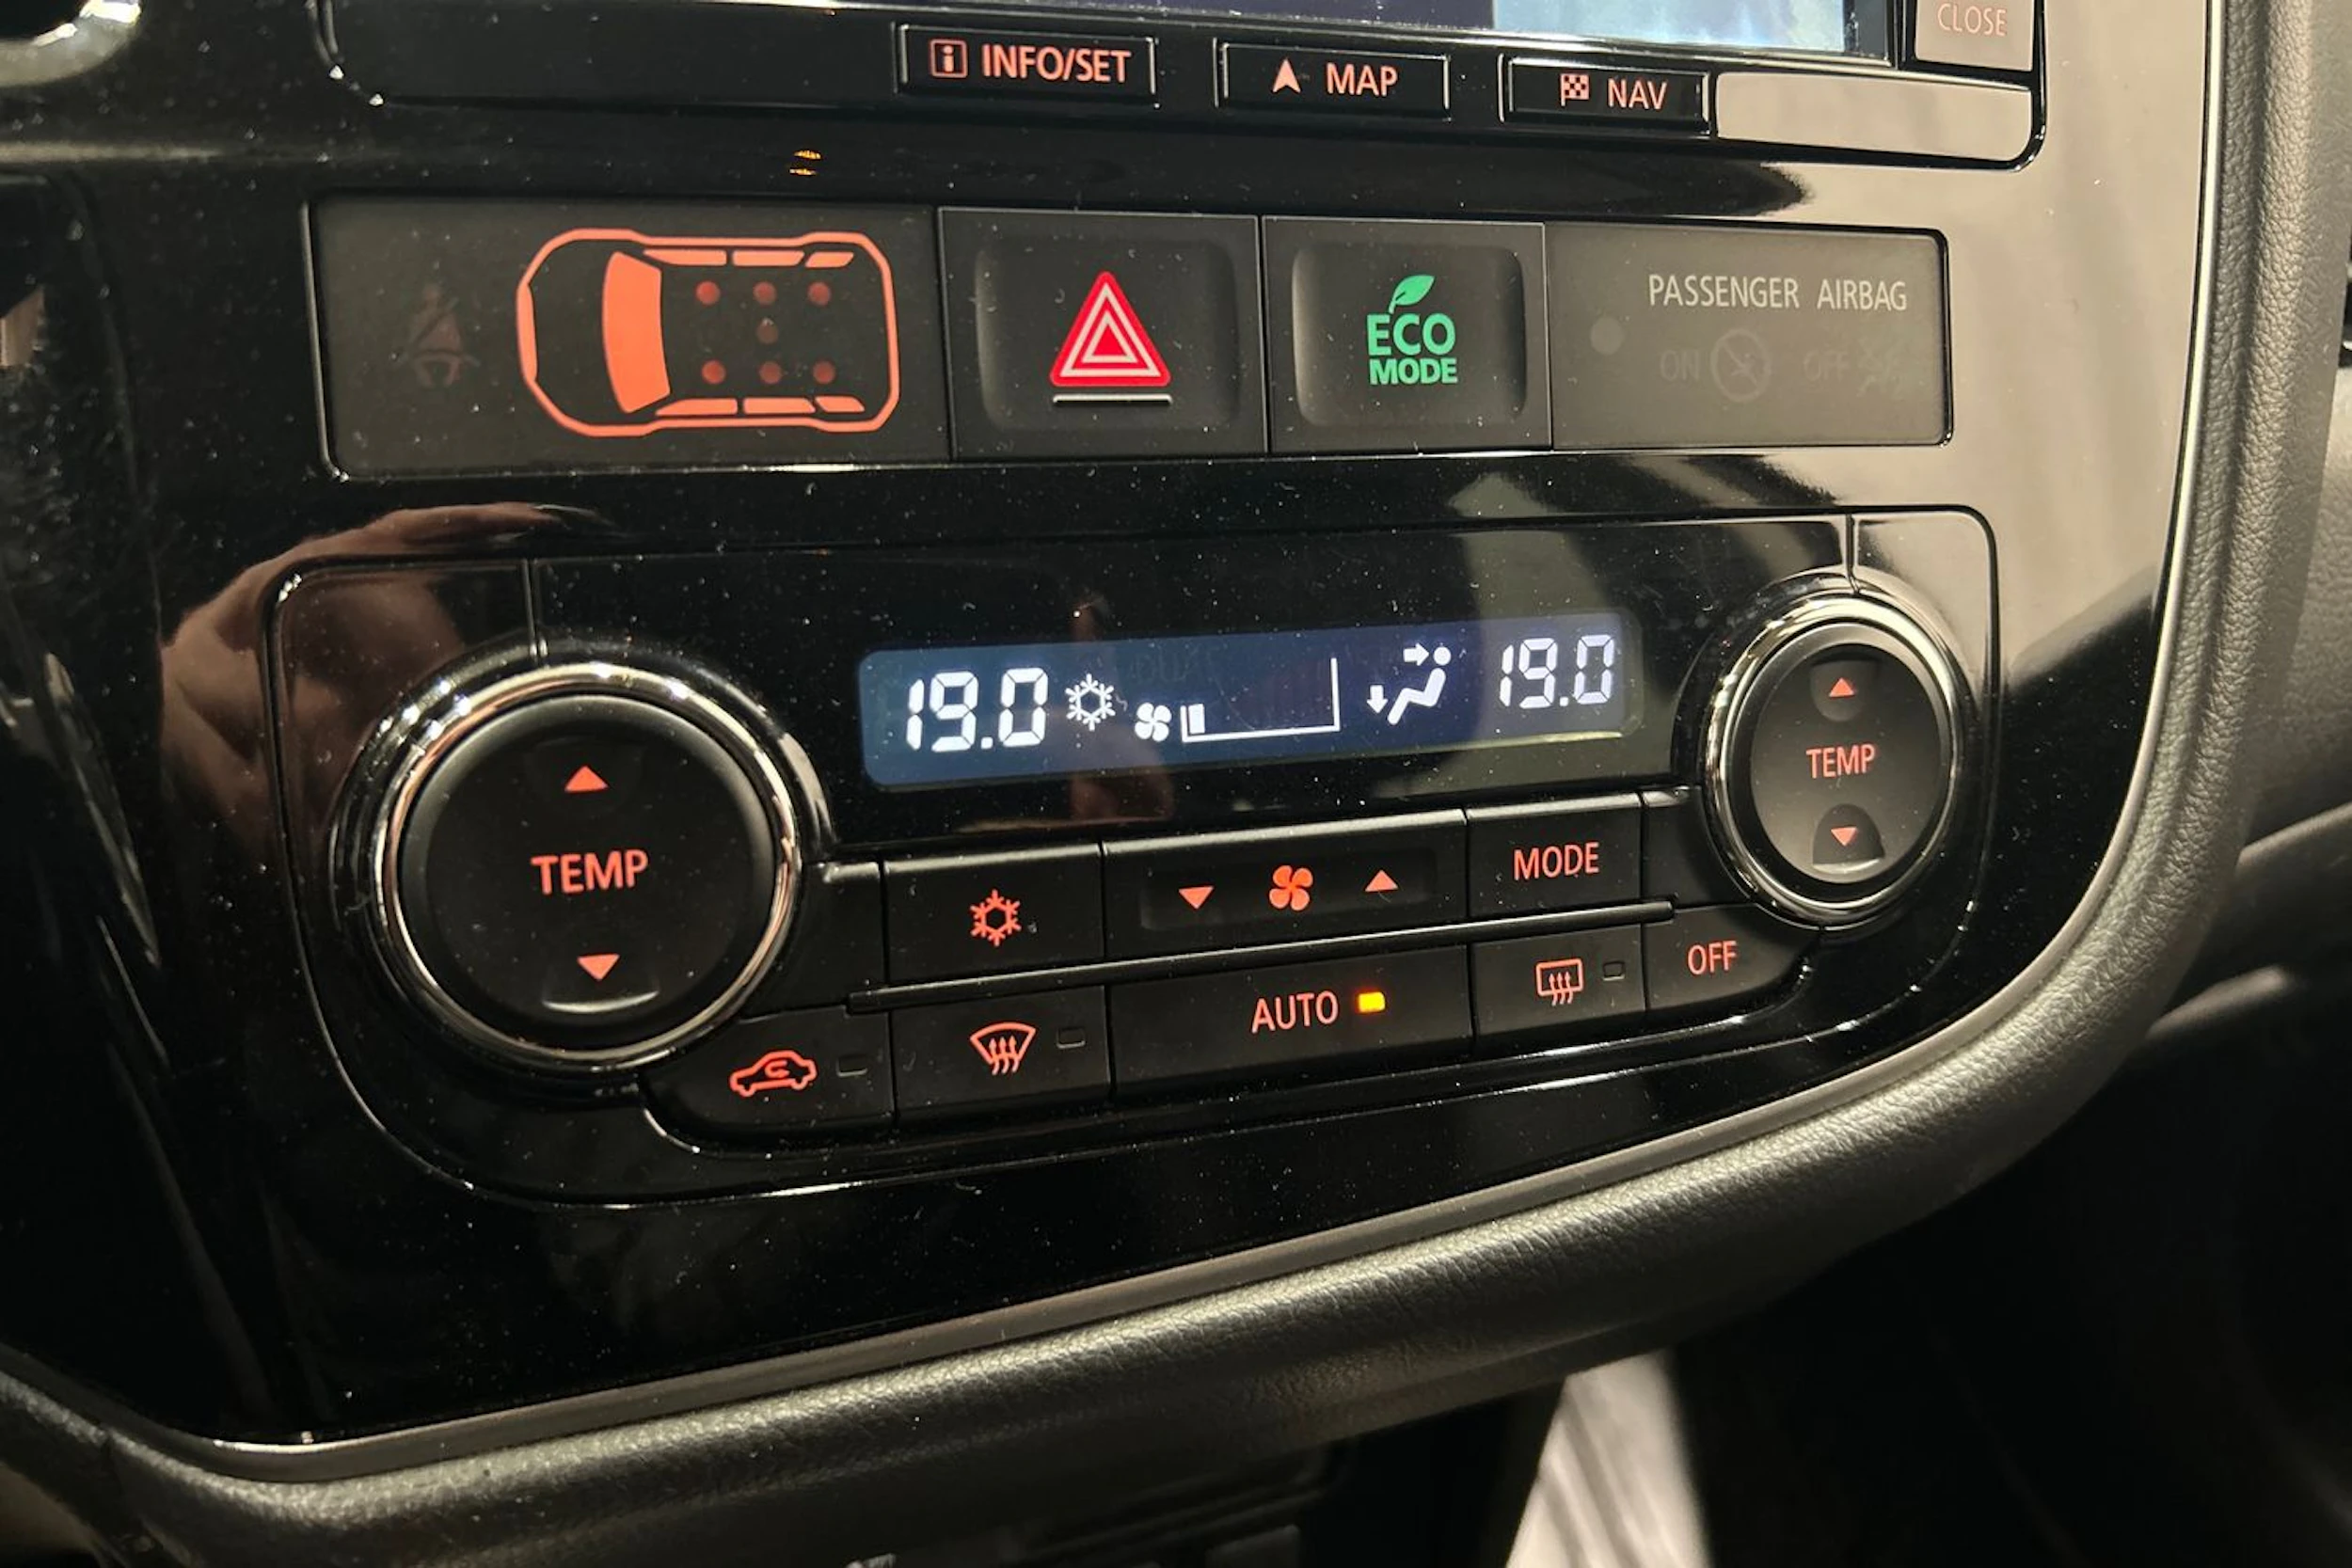 CLOSE
INFO/SET
MAP
NAV
ECO
MODE
PASSENGER AIRBAG
ON OFF
19.0
19.0
TEMP
TEMP
MODE
AUTO
OFF